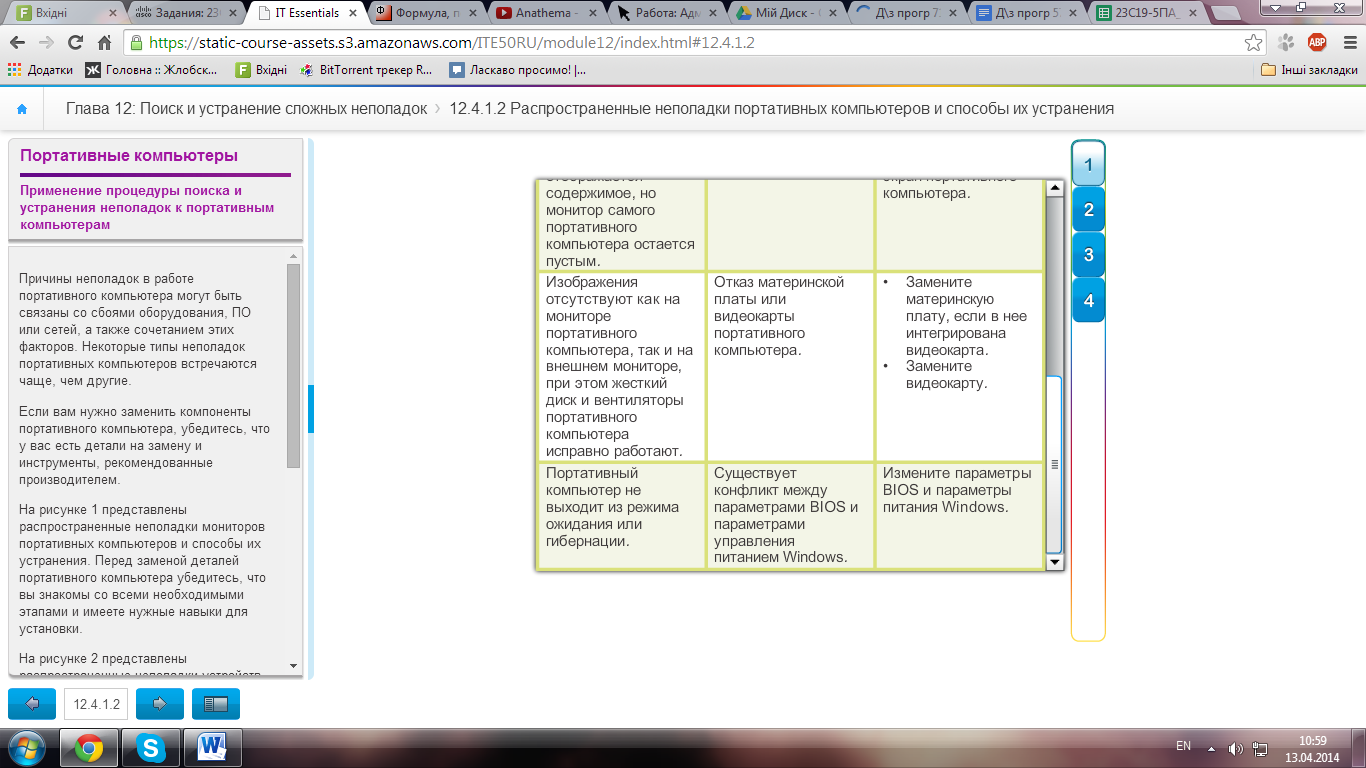 Вхідні
Задания: 23
IT Essentials
Формула, п
Anathema -
Работа: Адм
Мій Диск -
Д\з прогр 7
Д\з прогр 5
23С19-5ПА_
https://static-course-assets.s3.amazonaws.com/ITE50RU/module12/index.html#12.4.1.2
ABP
Додатки Головна :: Жлобск... Вхідні BitTorrent трекер R... Ласкаво просимо! |... Інші закладки
Глава 12: Поиск и устранение сложных неполадок > 12.4.1.2 Распространенные неполадки портативных компьютеров и способы их устранения
Портативные компьютеры
Применение процедуры поиска и
устранения неполадок к портативным
компьютерам
Причины неполадок в работе
портативного компьютера могут быть
связаны со сбоями оборудования, ПО
или сетей, а также сочетанием этих
факторов. Некоторые типы неполадок
портативных компьютеров встречаются
чаще, чем другие.
Если вам нужно заменить компоненты
портативного компьютера, убедитесь, что
у вас есть детали на замену и
инструменты, рекомендованные
производителем.
На рисунке 1 представлены
распространенные неполадки мониторов
портативных компьютеров и способы их
устранения. Перед заменой деталей
портативного компьютера убедитесь, что
вы знакомы со всеми необходимыми
этапами и имеете нужные навыки для
установки.
На рисунке 2 представлены
распространенные неполадки устройств
отображается
содержимое, но
монитор самого
портативного
компьютера остается
пустым.
экран портативного
компьютера.
Изображения
отсутствуют как на
мониторе
портативного
компьютера, так и на
внешнем мониторе,
при этом жесткий
диск и вентиляторы
портативного
компьютера
исправно работают.
Отказ материнской
платы или
видеокарты
портативного
компьютера.
• Замените
материнскую
плату, если в нее
интегрирована
видеокарта.
• Замените
видеокарту.
Портативный
компьютер не
выходит из режима
ожидания или
гибернации.
Существует
конфликт между
параметрами BIOS и
параметрами
управления
питанием Windows.
Измените параметры
BIOS и параметры
питания Windows.
1
2
3
4
12.4.1.2
EN
10:59
13.04.2014